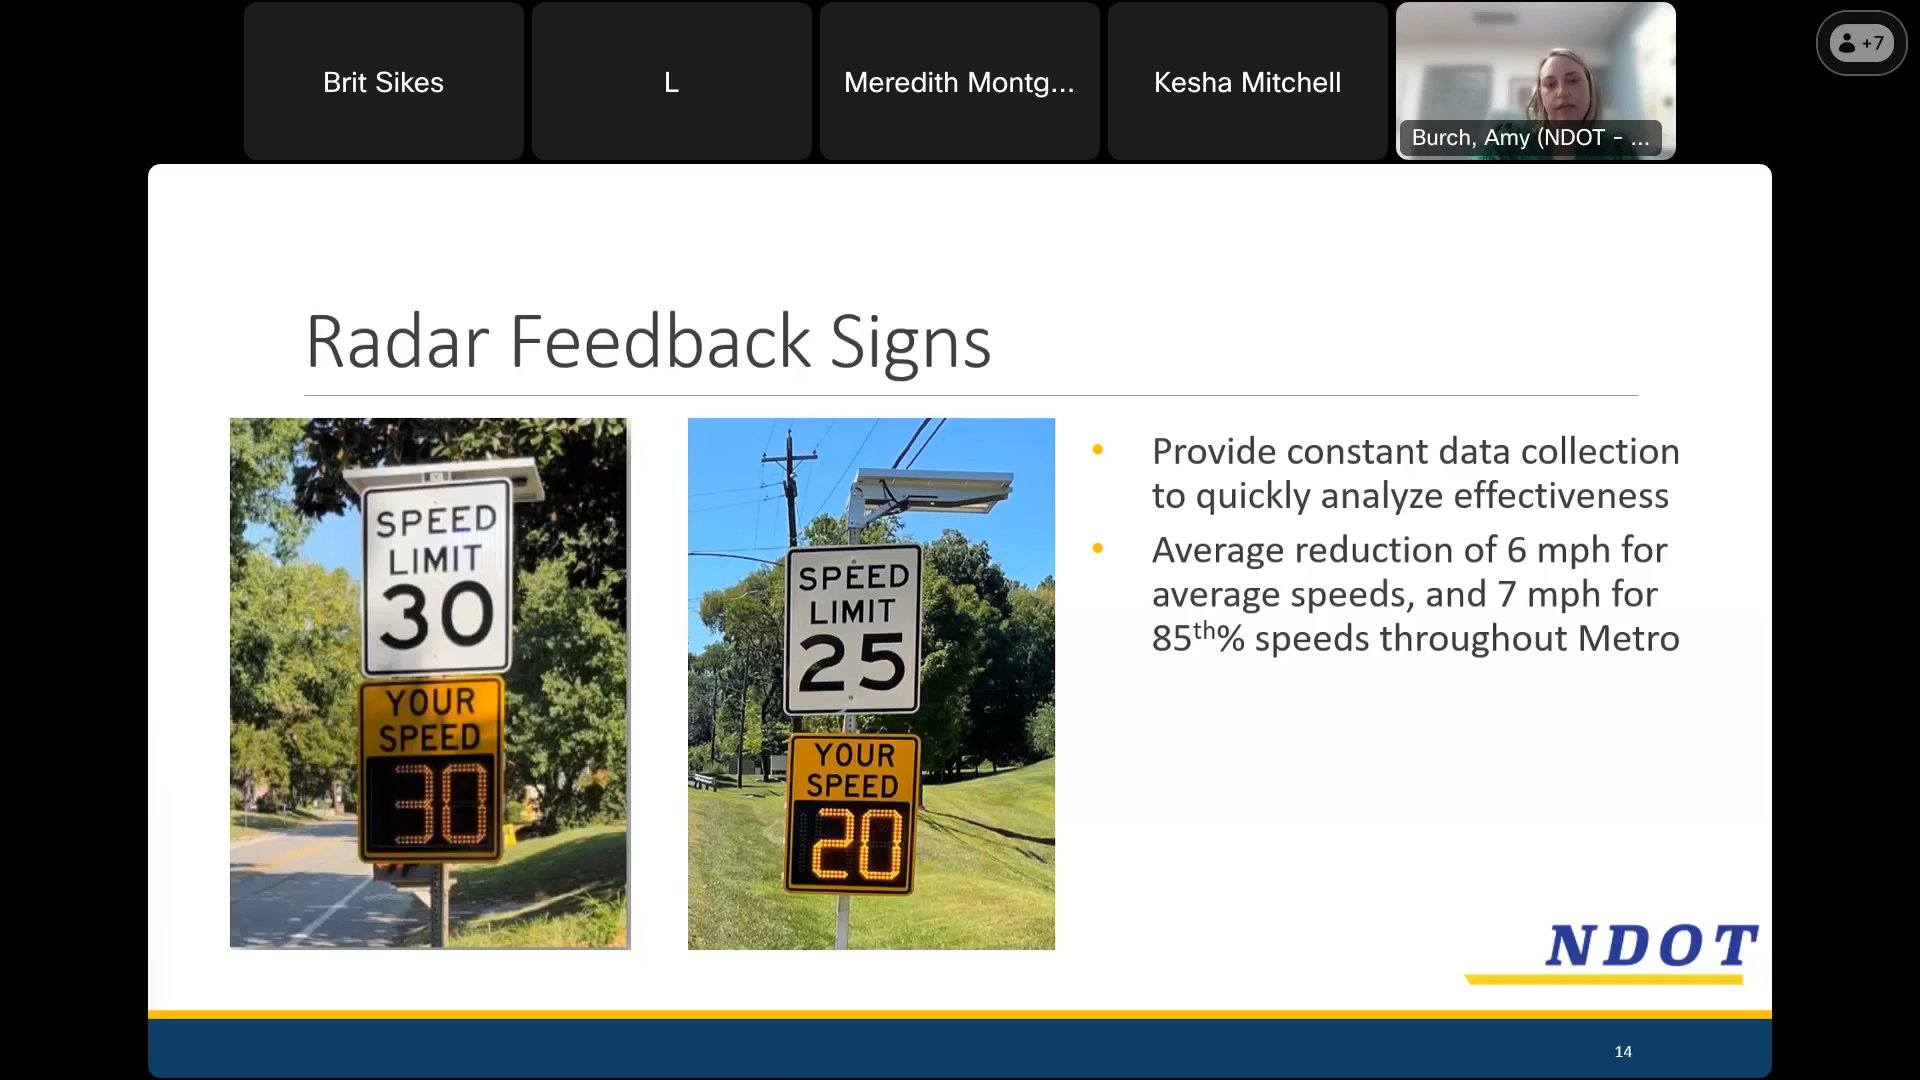 Brit Sikes
L
Meredith Montg...
Kesha Mitchell
Burch, Amy (NDOT - ...
+7
Radar Feedback Signs
SPEED
LIMIT
30
YOUR
SPEED
30
SPEED
LIMIT
25
YOUR
SPEED
20
• Provide constant data collection
to quickly analyze effectiveness
• Average reduction of 6 mph for
average speeds, and 7 mph for
85th% speeds throughout Metro
NDOT
14